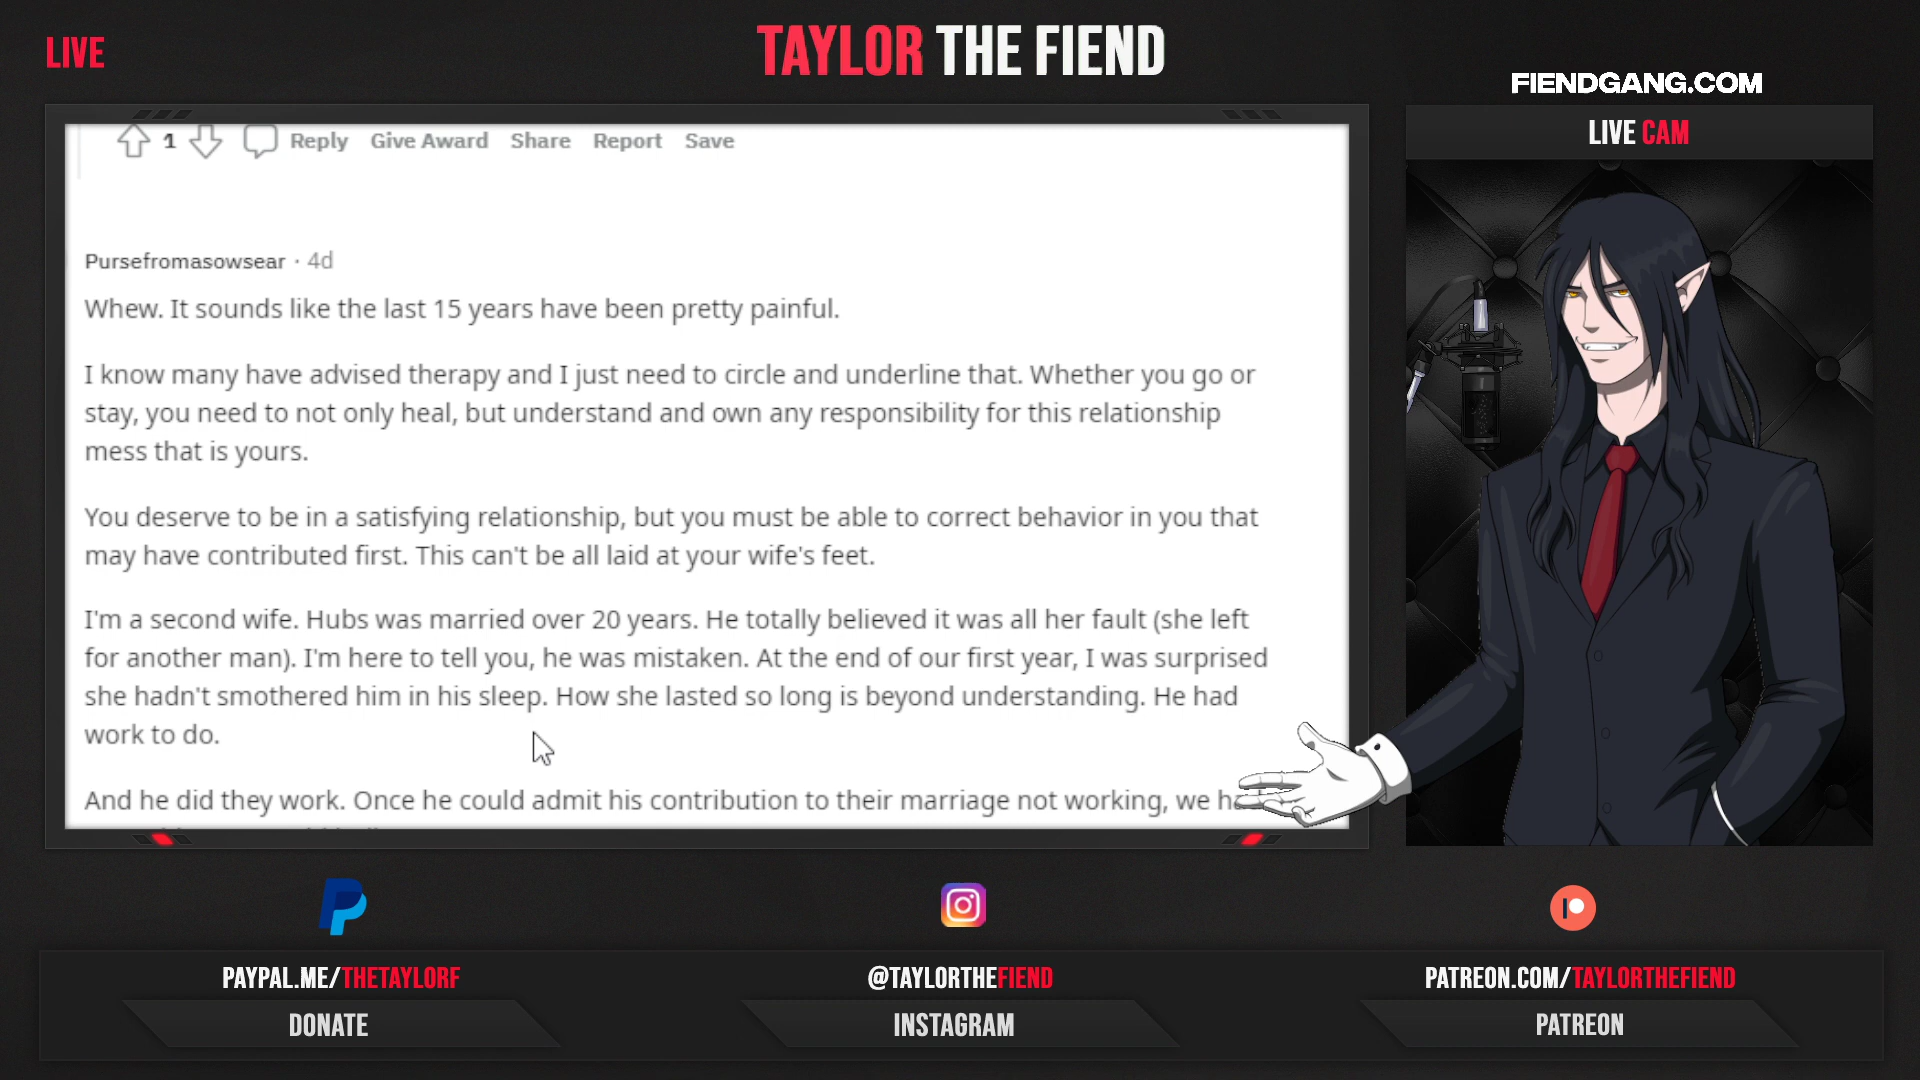 LIVE
TAYLOR THE FIEND
FIENDGANG.COM
LIVE CAM
1 Reply Give Award Share Report Save
Pursefromasowsear · 4d
Whew. It sounds like the last 15 years have been pretty painful.
I know many have advised therapy and I just need to circle and underline that. Whether you go or
stay, you need to not only heal, but understand and own any responsibility for this relationship
mess that is yours.
You deserve to be in a satisfying relationship, but you must be able to correct behavior in you that
may have contributed first. This can't be all laid at your wife's feet.
I'm a second wife. Hubs was married over 20 years. He totally believed it was all her fault (she left
for another man). I'm here to tell you, he was mistaken. At the end of our first year, I was surprised
she hadn't smothered him in his sleep. How she lasted so long is beyond understanding. He had
work to do.
And he did they work. Once he could admit his contribution to their marriage not working, we
PAYPAL.ME/THETAYLORF
DONATE
@TAYLORTHEFIEND
INSTAGRAM
PATREON.COM/TAYLORTHEFIEND
PATREON